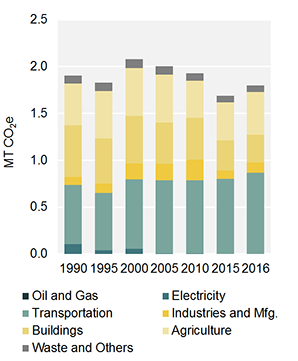 2.5
2.0
1.5
1.0
0.5
0.0
MT CO₂e
1990 1995 2000 2005 2010 2015 2016
Oil and Gas Electricity
Transportation Industries and Mfg.
Buildings Agriculture
Waste and Others